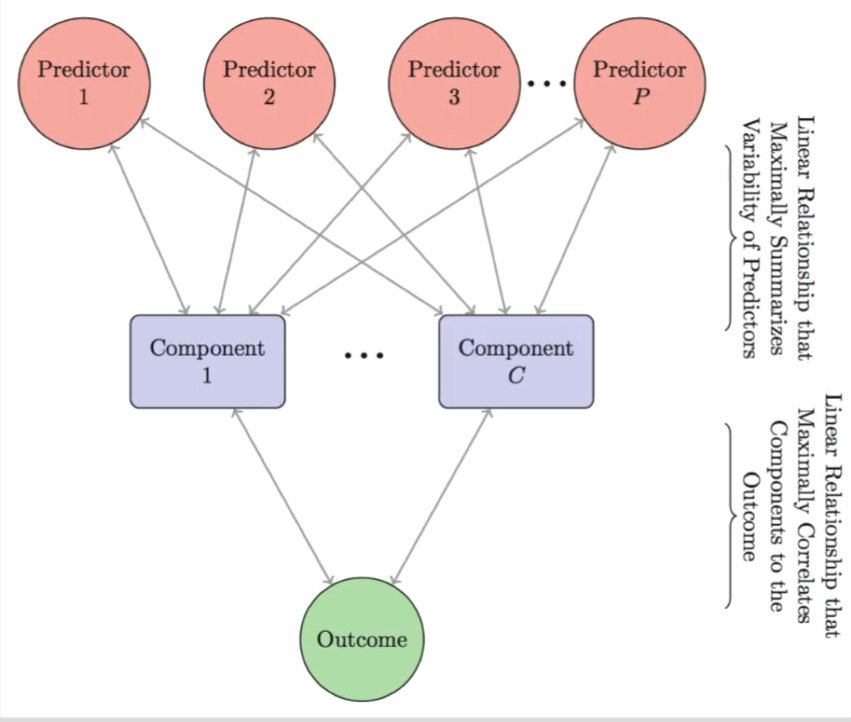 Predictor
1
Predictor
2
Predictor
3
...
Predictor
P
Linear Relationship that
Maximally Summarizes
Variability of Predictors
Component
1
...
Component
C
Linear Relationship that
Maximally Correlates
Components to the
Outcome
Outcome